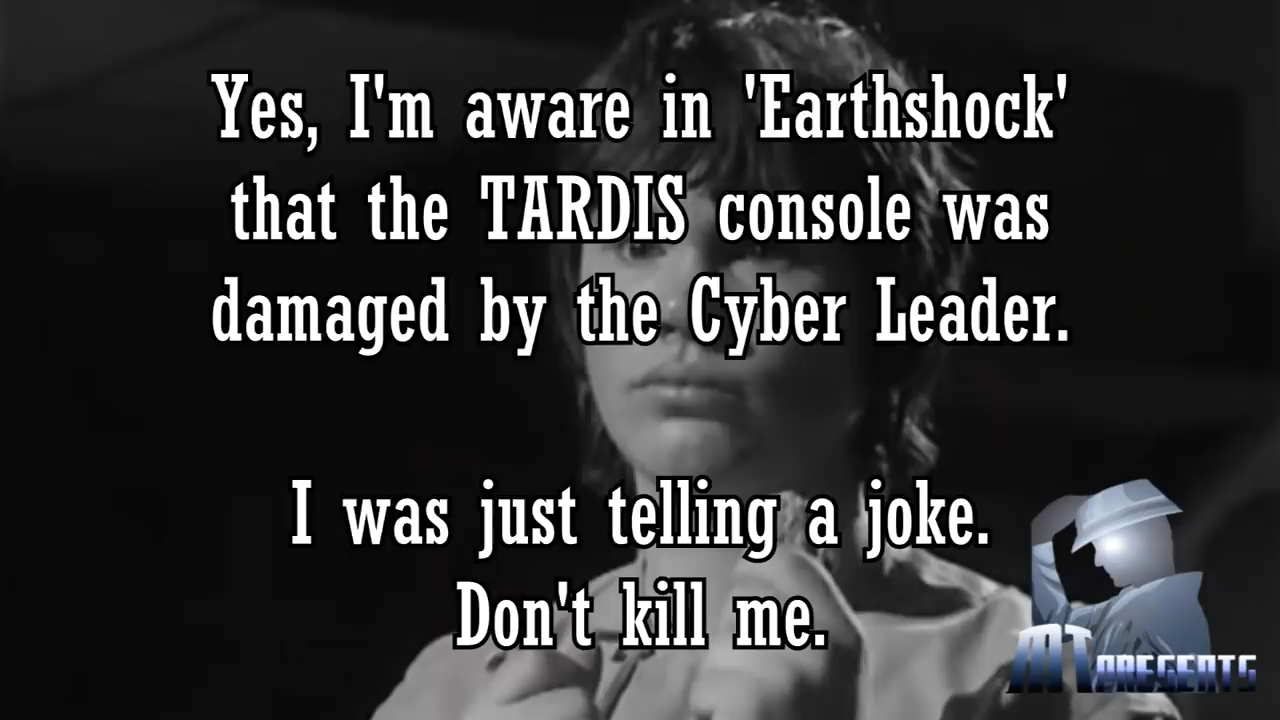 Yes, I'm aware in 'Earthshock'
that the TARDIS console was
damaged by the Cyber Leader.
I was just telling a joke.
Don't kill me.
MT PRESENTS